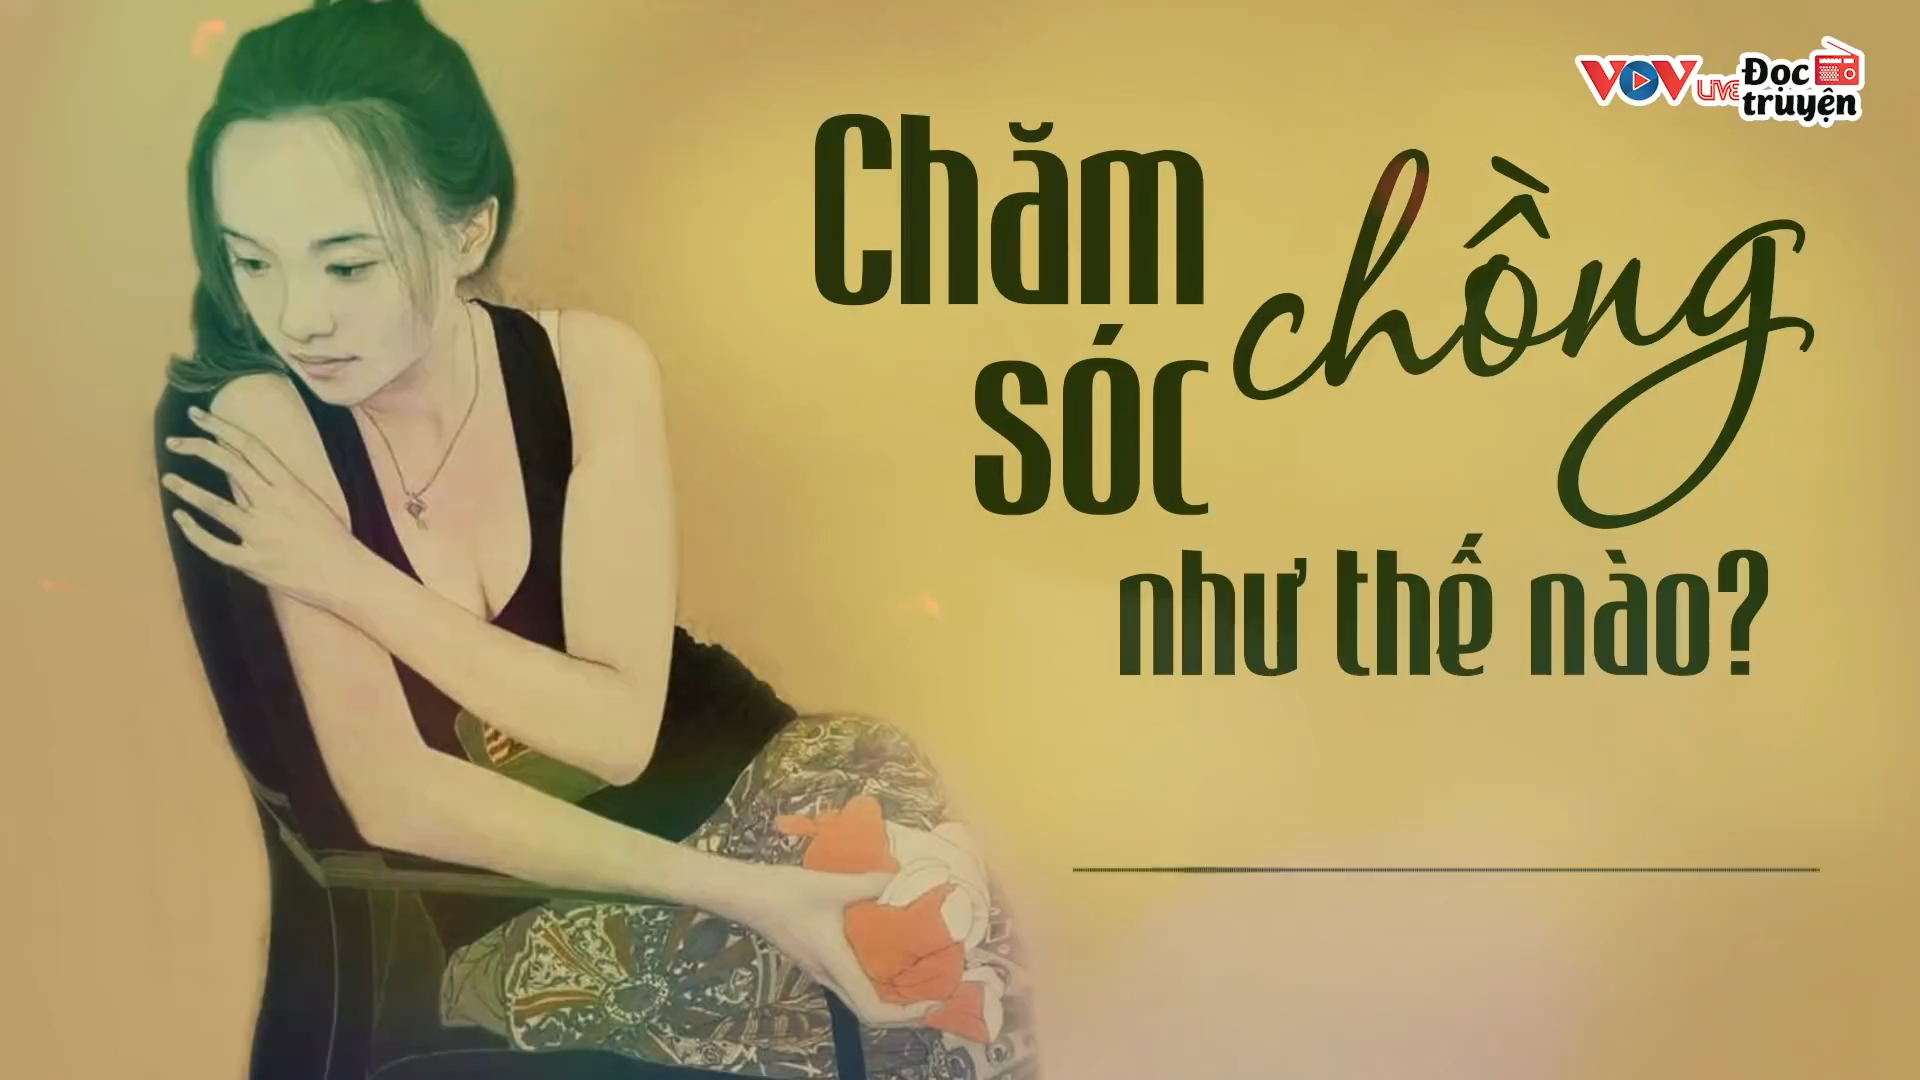 VOV LIVE Đọc
truyện
Chăm
sóc chồng
như thế nào?